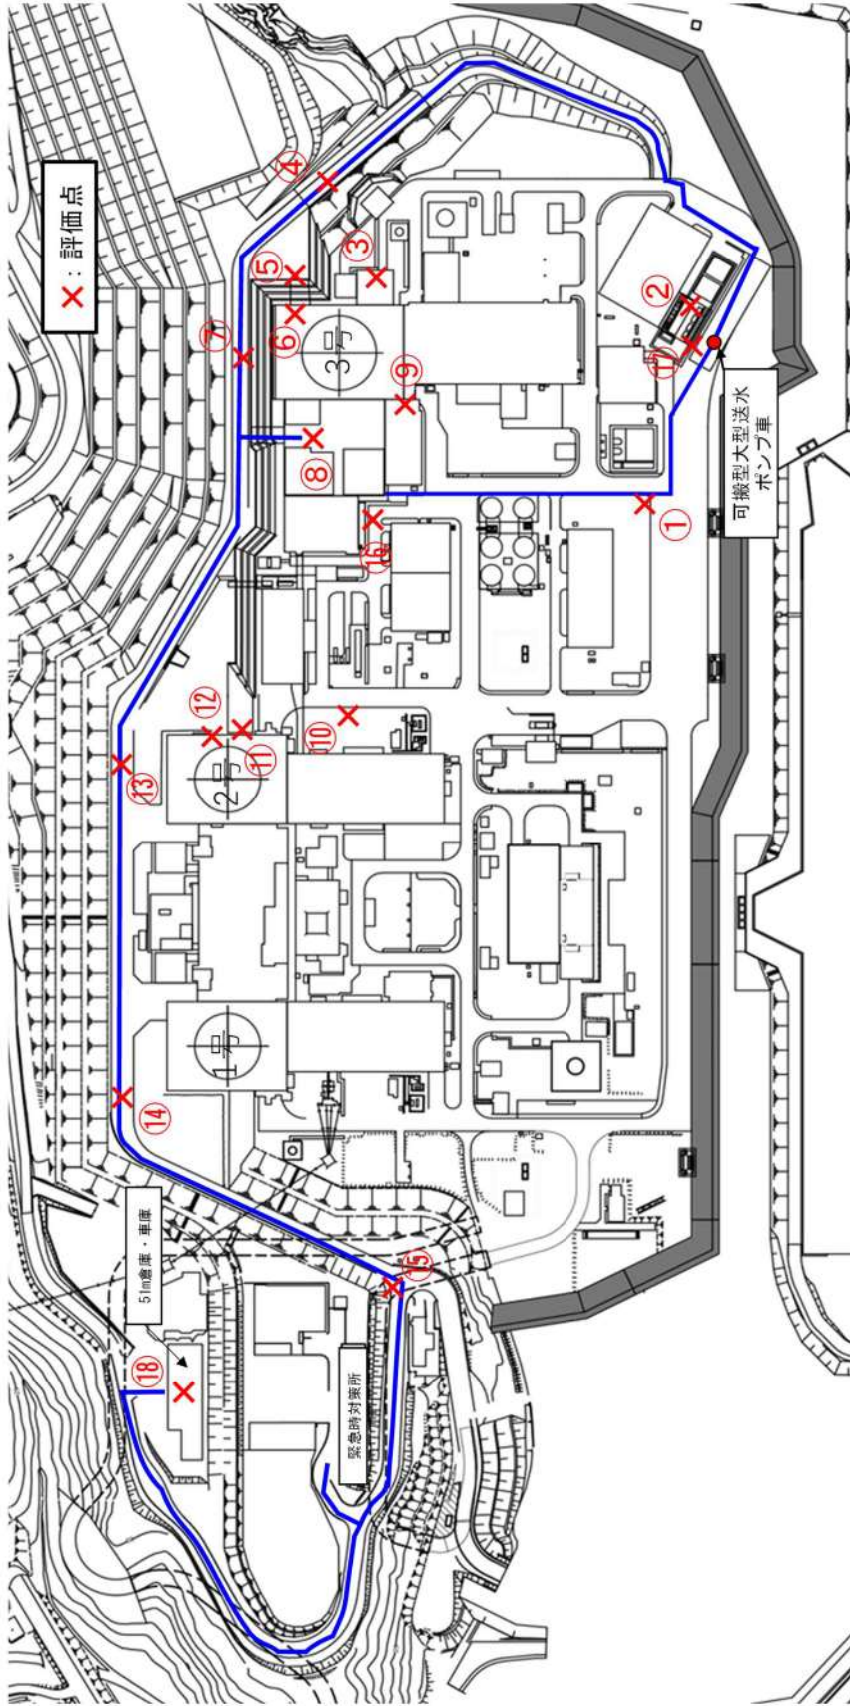 ×：評価点
④
⑤
③
⑦
⑥
3号
②
⑨
⑰
⑧
可搬型大型送水
ポンプ車
①
⑯
⑫
⑩
⑪
2号
⑬
1号
⑭
51m倉庫・車庫
⑮
⑱
緊急時対策所